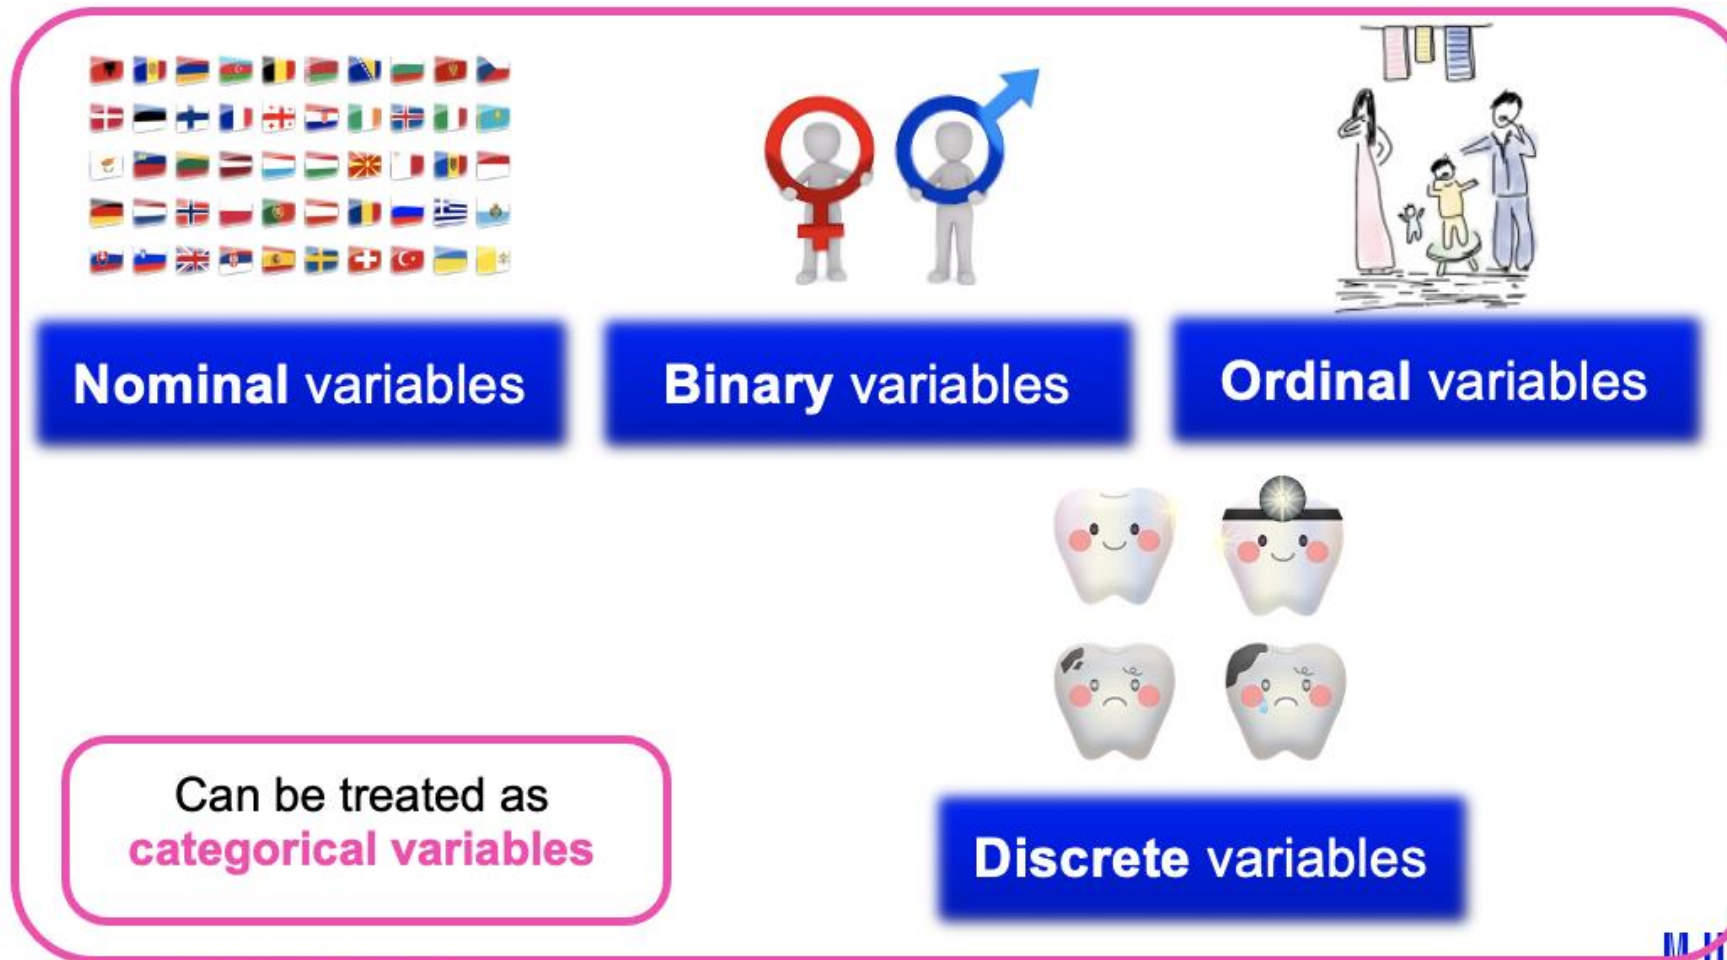 Nominal variables
Binary variables
Ordinal variables
Can be treated as
categorical variables
Discrete variables